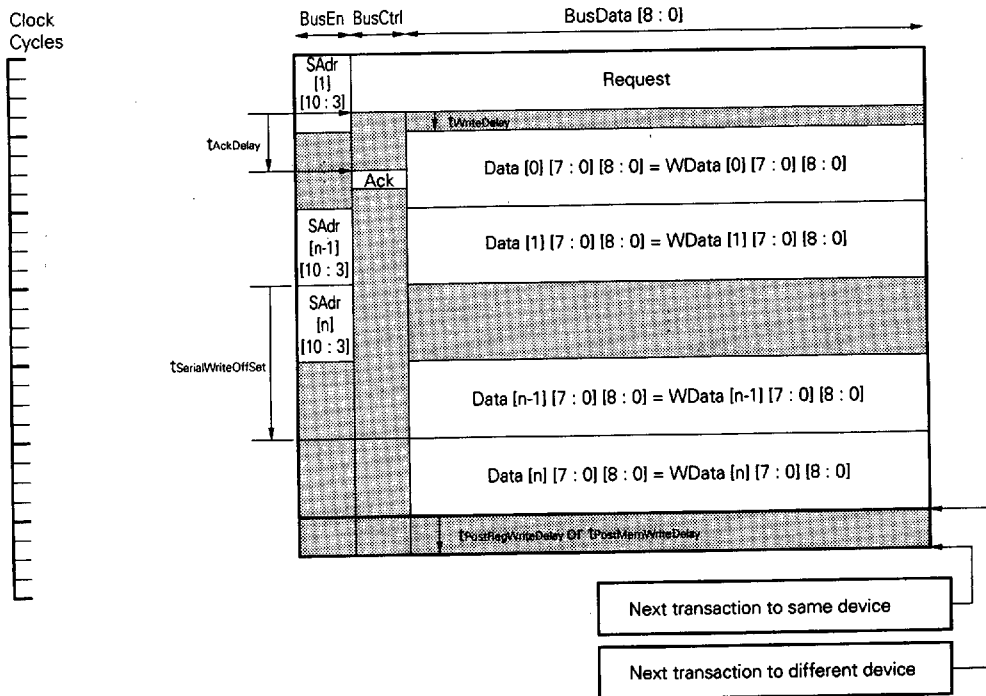 Clock
Cycles
BusEn BusCtrl BusData [8 : 0]
SAdr
[1]
[10 : 3]
Request
tWriteDelay
tAckDelay
Data [0] [7 : 0] [8 : 0] = WData [0] [7 : 0] [8 : 0]
Ack
SAdr
[n-1]
[10 : 3]
Data [1] [7 : 0] [8 : 0] = WData [1] [7 : 0] [8 : 0]
SAdr
[n]
[10 : 3]
tSerialWriteOffSet
Data [n-1] [7 : 0] [8 : 0] = WData [n-1] [7 : 0] [8 : 0]
Data [n] [7 : 0] [8 : 0] = WData [n] [7 : 0] [8 : 0]
tPostRegWriteDelay or tPostMemWriteDelay
Next transaction to same device
Next transaction to different device